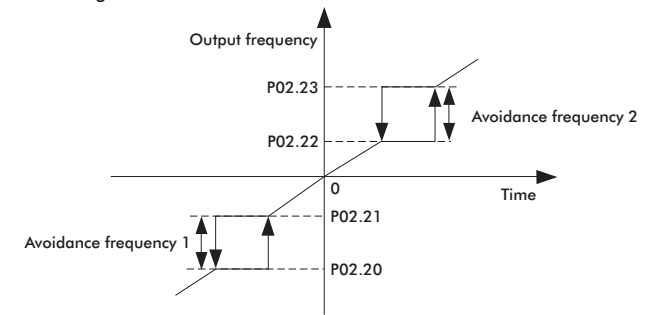 Output frequency
P02.23
Avoidance frequency 2
P02.22
0
Time
P02.21
Avoidance frequency 1
P02.20